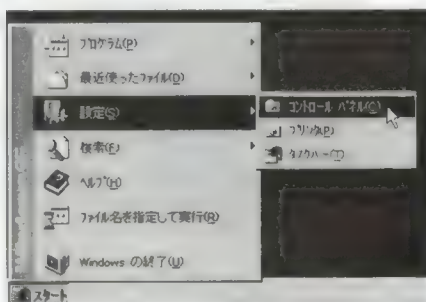 プログラム(P)
最近使ったファイル(D)
設定(S)
検索(F)
ヘルプ(H)
ファイル名を指定して実行(R)
Windows の終了(U)
コントロール パネル(C)
プリンタ(P)
タスクバー(T)
スタート